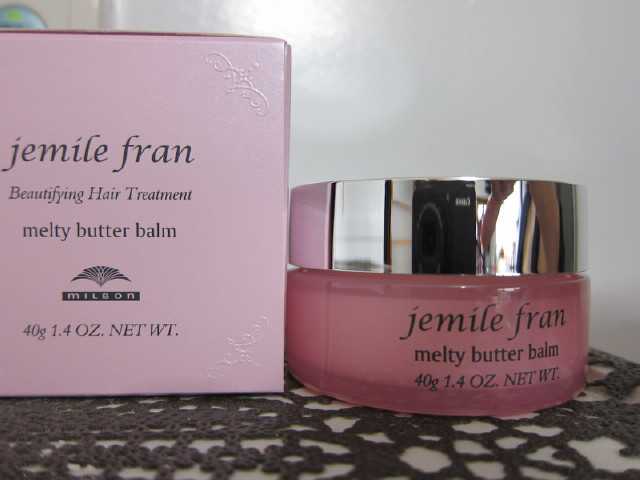 jemile fran
Beautifying Hair Treatment
melty butter balm
milbon
40g 1.4 OZ. NET WT.
jemile fran
melty butter balm
40g 1.4 OZ. NET WT.